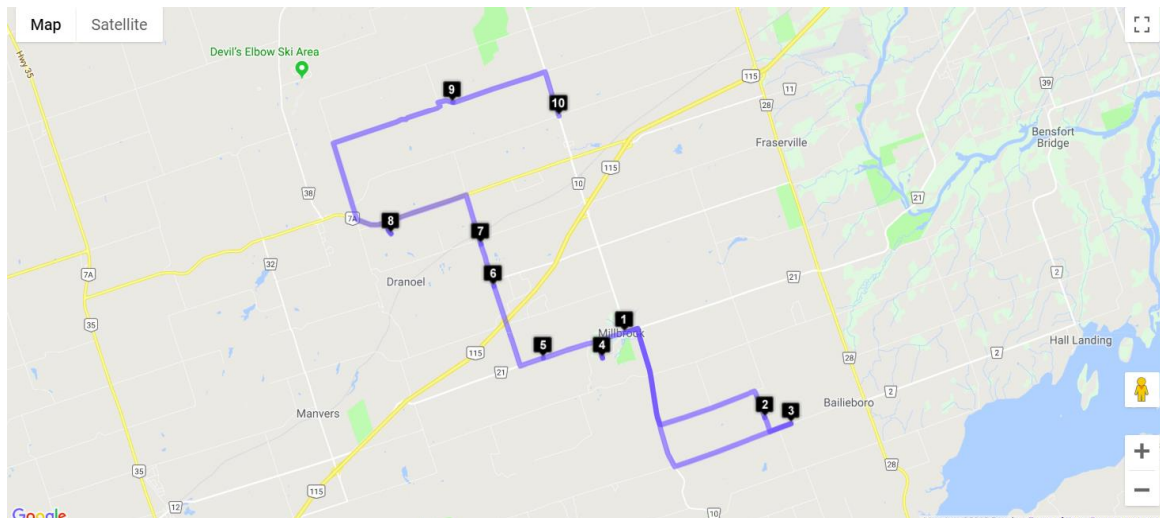 Map Satellite
Hwy 35
Devil's Elbow Ski Area
9
10
115
28
11
39
Fraserville
Bensfort
Bridge
115
10
38
21
7A
8
7
7A
32
Dranoel
6
21
2
35
1
Millbrook
5
4
115
21
2
28
Hall Landing
2
Bailieboro
2
3
Manvers
28
35
115
12
10
Google